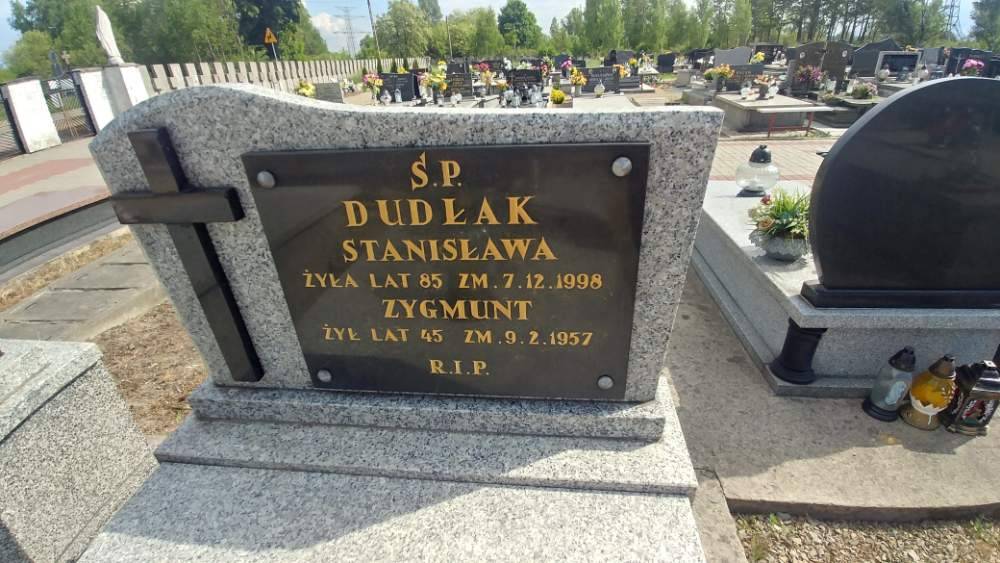 Ś.P.
DUDŁAK
STANISŁAWA
ŻYŁA LAT 85 ZM. 7.12.1998
ZYGMUNT
ŻYŁ LAT 45 ZM. 9.2.1957
R.I.P.